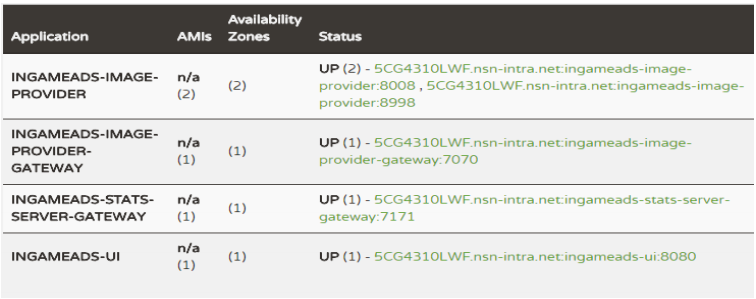 Application AMIs Availability Zones Status
INGAMEADS-IMAGE-
PROVIDER
n/a
(2)
(2)
UP (2) - 5CG4310LWF.nsn-intra.net:ingameads-image-
provider:8008 , 5CG4310LWF.nsn-intra.net:ingameads-image-
provider:8998
INGAMEADS-IMAGE-
PROVIDER-
GATEWAY
n/a
(1)
(1)
UP (1) - 5CG4310LWF.nsn-intra.net:ingameads-image-
provider-gateway:7070
INGAMEADS-STATS-
SERVER-GATEWAY
n/a
(1)
(1)
UP (1) - 5CG4310LWF.nsn-intra.net:ingameads-stats-server-
gateway:7171
INGAMEADS-UI
n/a
(1)
(1)
UP (1) - 5CG4310LWF.nsn-intra.net:ingameads-ui:8080